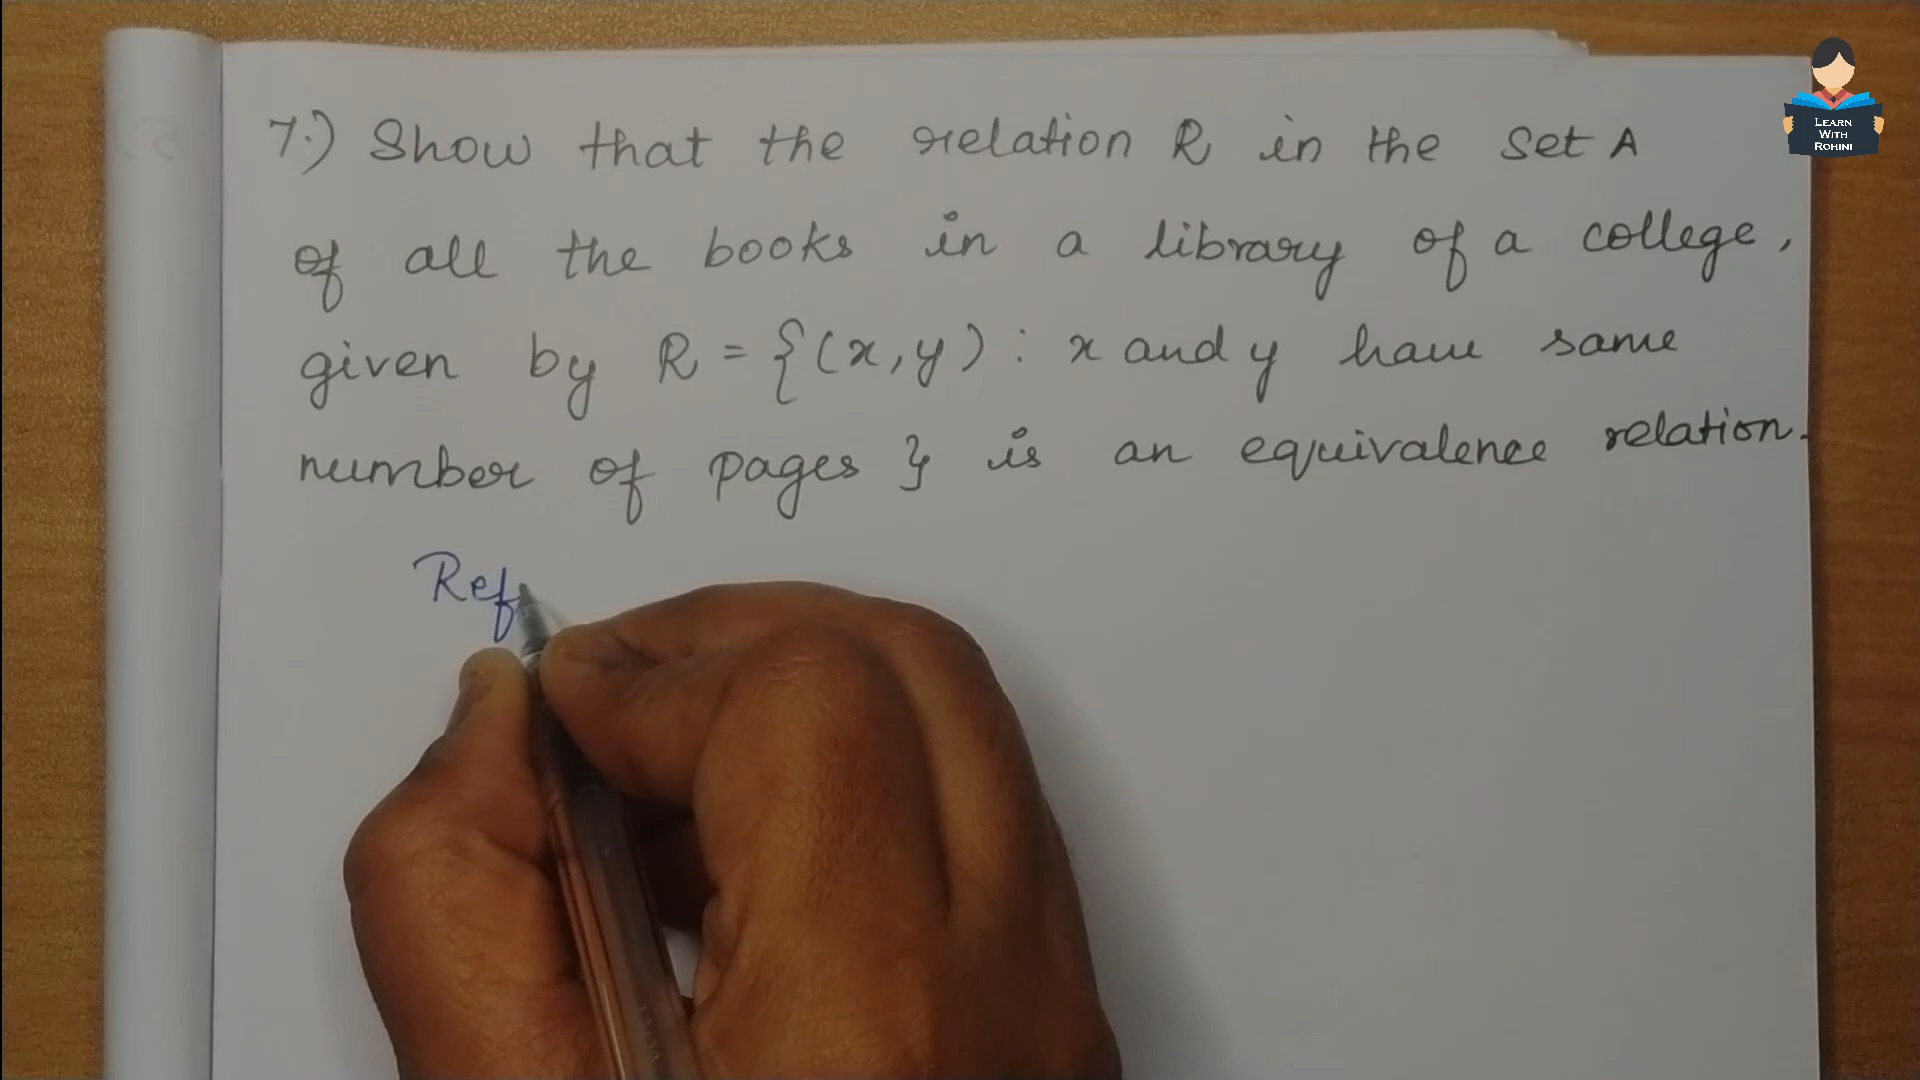 7.) Show that the relation R in the Set A
of all the books in a library of a college,
given by R = {(x,y) : x and y have same
number of pages } is an equivalence relation.
Ref
LEARN
WITH
ROHINI